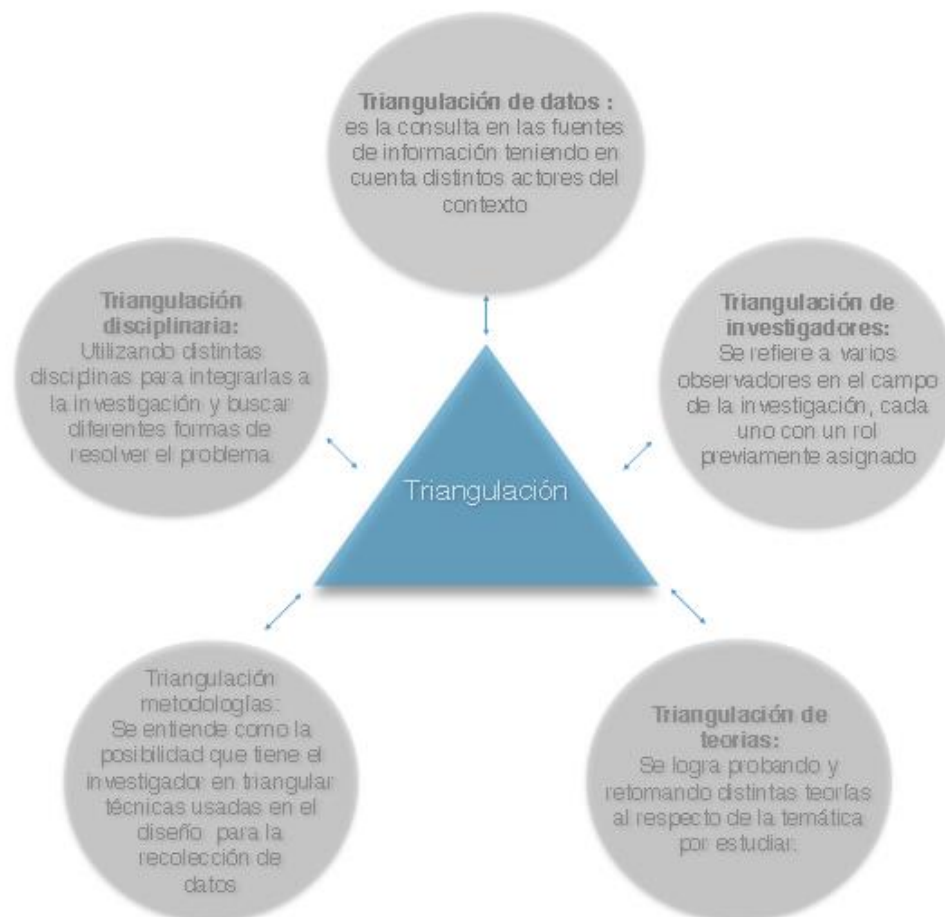 Triangulación de datos :
es la consulta en las fuentes
de información teniendo en
cuenta distintos actores del
contexto
Triangulación
disciplinaria:
Utilizando distintas
disciplinas para integrarlas a
la investigación y buscar
diferentes formas de
resolver el problema
Triangulación de
investigadores:
Se refiere a varios
observadores en el campo
de la investigación, cada
uno con un rol
previamente asignado
Triangulación
Triangulación
metodologías:
Se entiende como la
posibilidad que tiene el
investigador en triangular
técnicas usadas en el
diseño para la
recolección de
datos
Triangulación de
teorías:
Se logra probando y
retomando distintas teorías
al respecto de la temática
por estudiar.